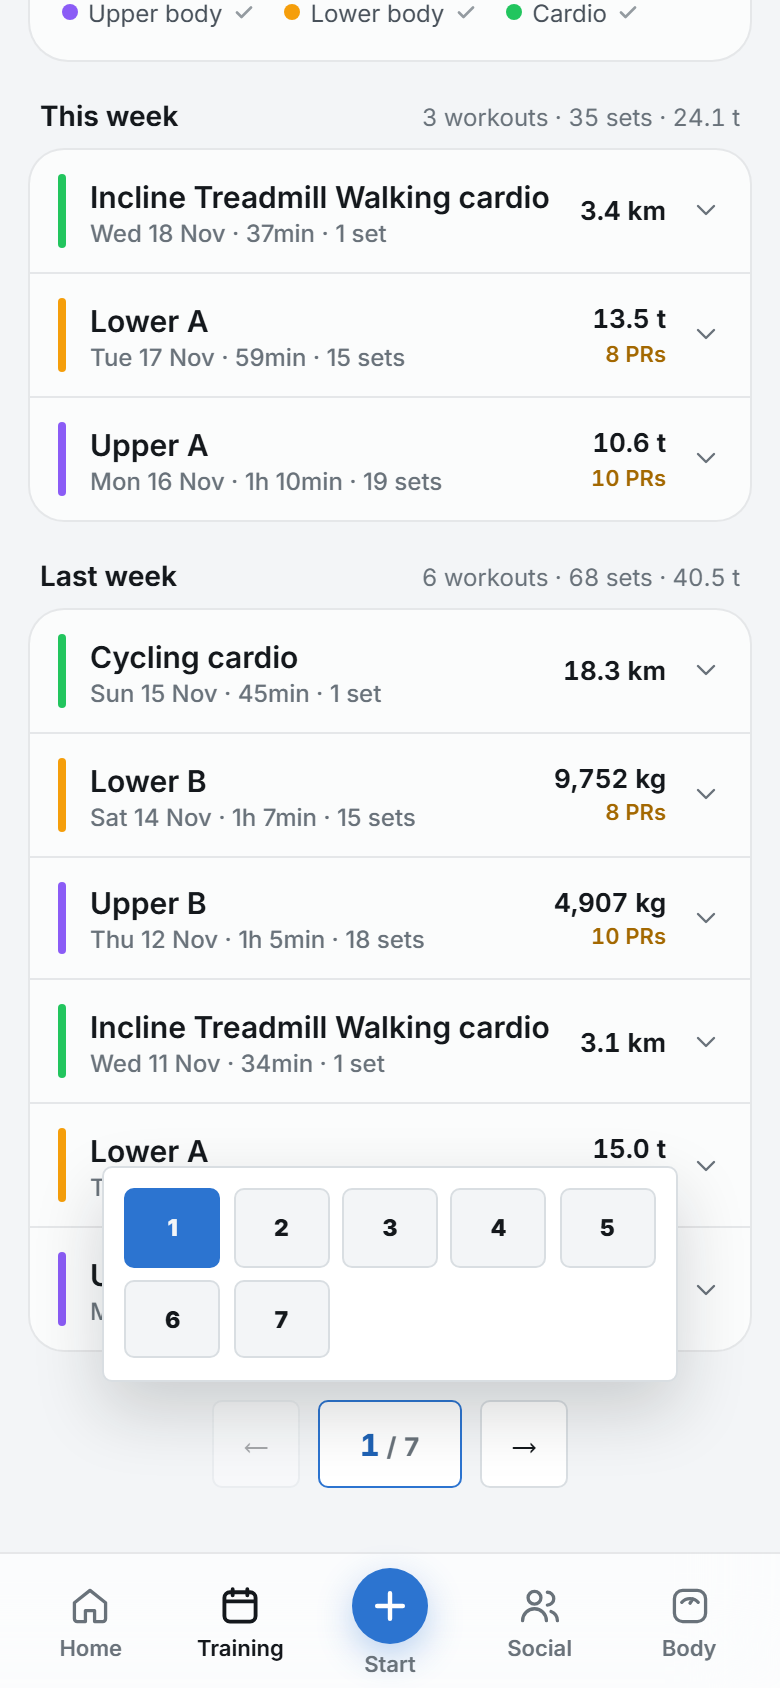 Upper body ✓ Lower body ✓ Cardio ✓
This week 3 workouts · 35 sets · 24.1 t
Incline Treadmill Walking cardio 3.4 km
Wed 18 Nov · 37min · 1 set
Lower A 13.5 t
Tue 17 Nov · 59min · 15 sets 8 PRs
Upper A 10.6 t
Mon 16 Nov · 1h 10min · 19 sets 10 PRs
Last week 6 workouts · 68 sets · 40.5 t
Cycling cardio 18.3 km
Sun 15 Nov · 45min · 1 set
Lower B 9,752 kg
Sat 14 Nov · 1h 7min · 15 sets 8 PRs
Upper B 4,907 kg
Thu 12 Nov · 1h 5min · 18 sets 10 PRs
Incline Treadmill Walking cardio 3.1 km
Wed 11 Nov · 34min · 1 set
Lower A 15.0 t
1 2 3 4 5
6 7
← 1 / 7 →
Home Training Start Social Body